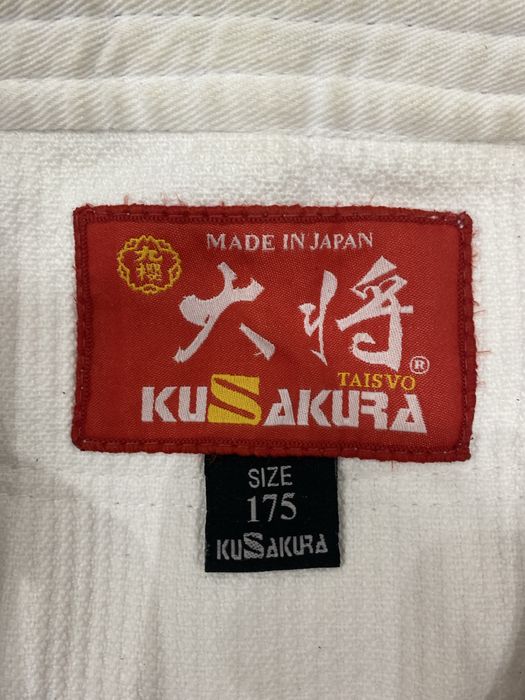 MADE IN JAPAN
九櫻
大将
®
TAISVO
KUSAKURA
SIZE
175
KUSAKURA